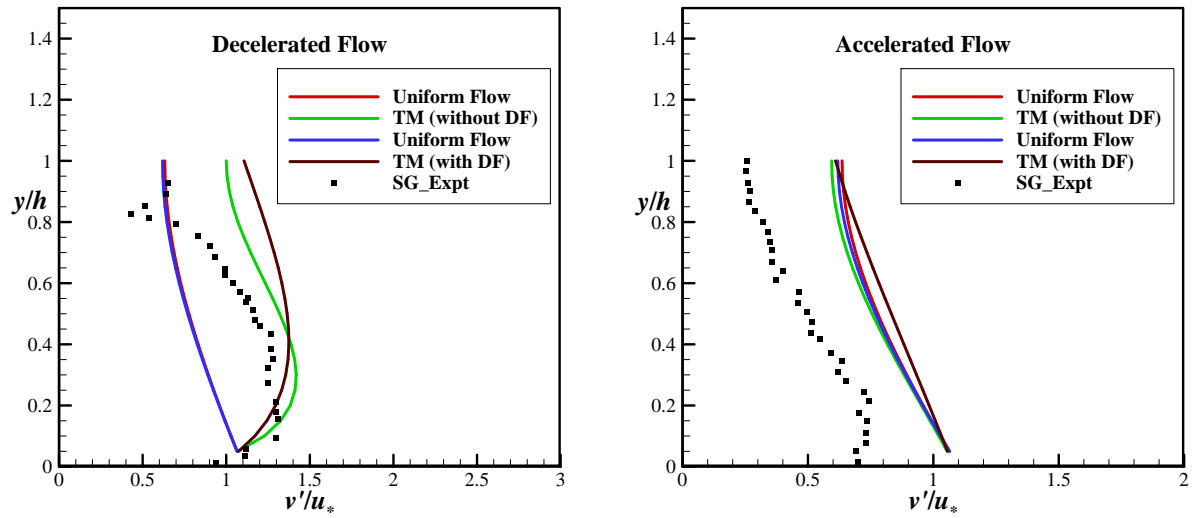 Decelerated Flow
Uniform Flow
TM (without DF)
Uniform Flow
TM (with DF)
SG_Expt
y/h
1.4
1.2
1
0.8
0.6
0.4
0.2
0
0 0.5 1 1.5 2 2.5 3
v'/u*
Accelerated Flow
Uniform Flow
TM (without DF)
Uniform Flow
TM (with DF)
SG_Expt
y/h
1.4
1.2
1
0.8
0.6
0.4
0.2
0
0 0.5 1 1.5 2
v'/u*